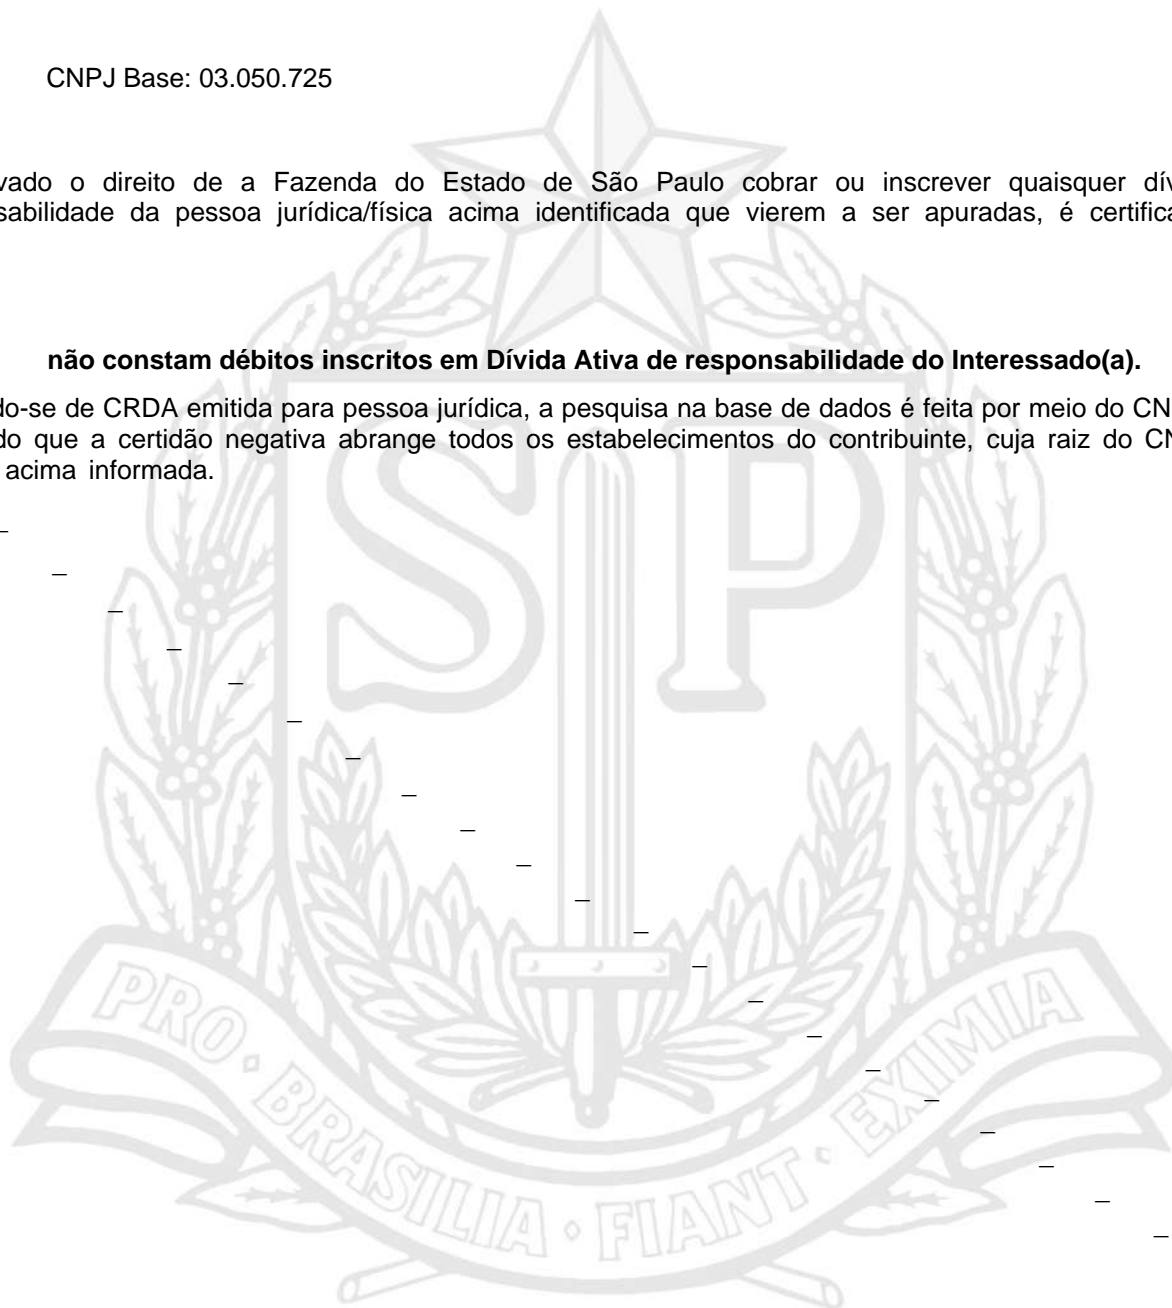 CNPJ Base: 03.050.725
vado o direito de a Fazenda do Estado de São Paulo cobrar ou inscrever quaisquer dív
sabilidade da pessoa jurídica/física acima identificada que vierem a ser apuradas, é certifica
não constam débitos inscritos em Dívida Ativa de responsabilidade do Interessado(a).
do-se de CRDA emitida para pessoa jurídica, a pesquisa na base de dados é feita por meio do CN
do que a certidão negativa abrange todos os estabelecimentos do contribuinte, cuja raiz do CN
acima informada.
SP
PRO · BRASILIA · FIANT · EXIMIA